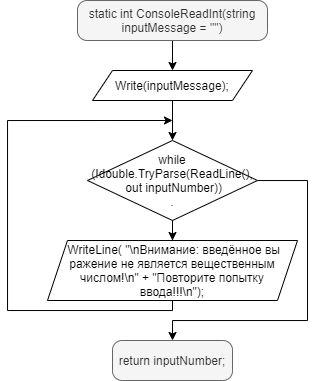 static int ConsoleReadInt(string
inputMessage = "")
Write(inputMessage);
while
(!double.TryParse(ReadLine(),
out inputNumber))
.
WriteLine( "\nВнимание: введённое вы
ражение не является вещественным
числом!\n" + "Повторите попытку
ввода!!!\n");
return inputNumber;